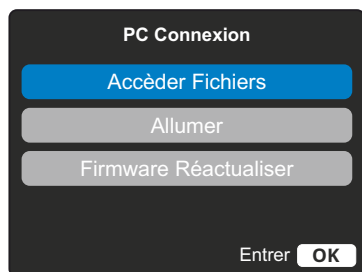 PC Connexion
Accèder Fichiers
Allumer
Firmware Réactualiser
Entrer OK